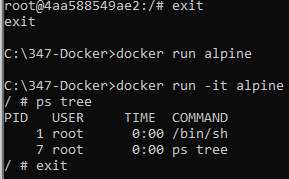 root@4aa588549ae2:/# exit
exit
C:\347-Docker>docker run alpine
C:\347-Docker>docker run -it alpine
/ # ps tree
PID   USER     TIME  COMMAND
    1 root      0:00 /bin/sh
    7 root      0:00 ps tree
/ # exit